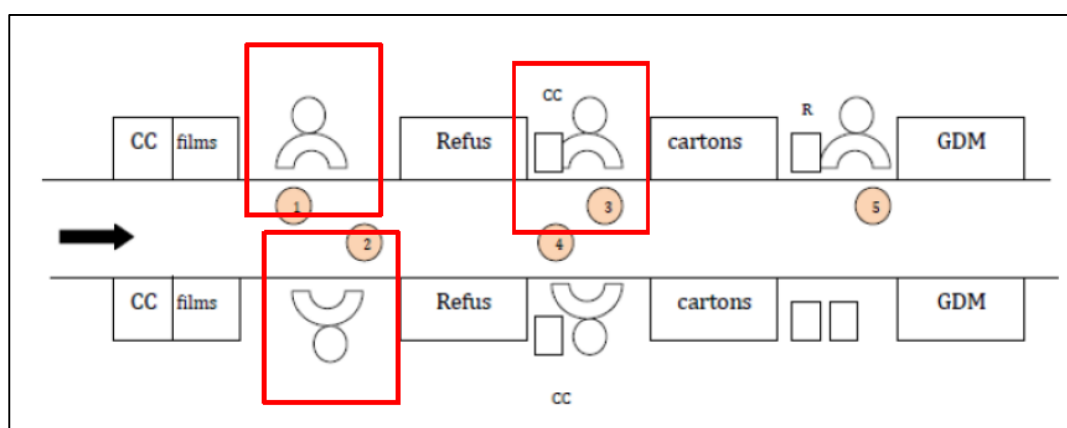 CC films Refus CC cartons R GDM
1 3 5
2 4
CC films Refus cartons GDM
CC